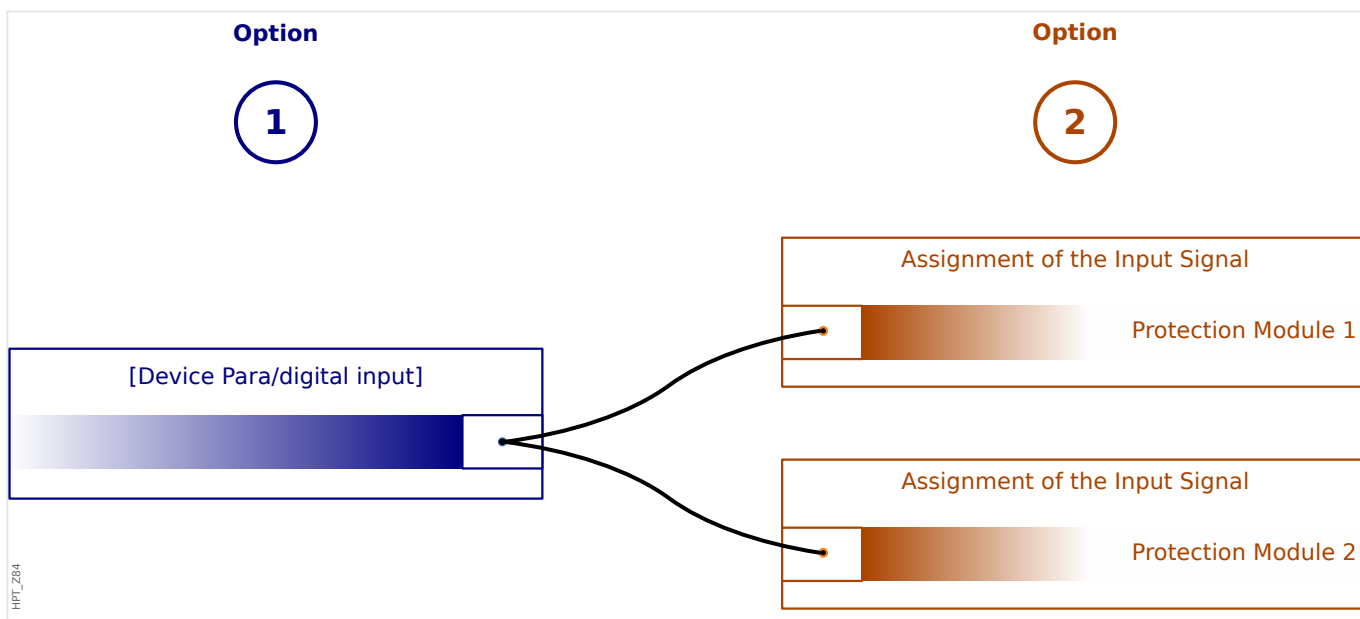 Option
Option
1
2
Assignment of the Input Signal
Protection Module 1
[Device Para/digital input]
Assignment of the Input Signal
Protection Module 2
HPT_Z84